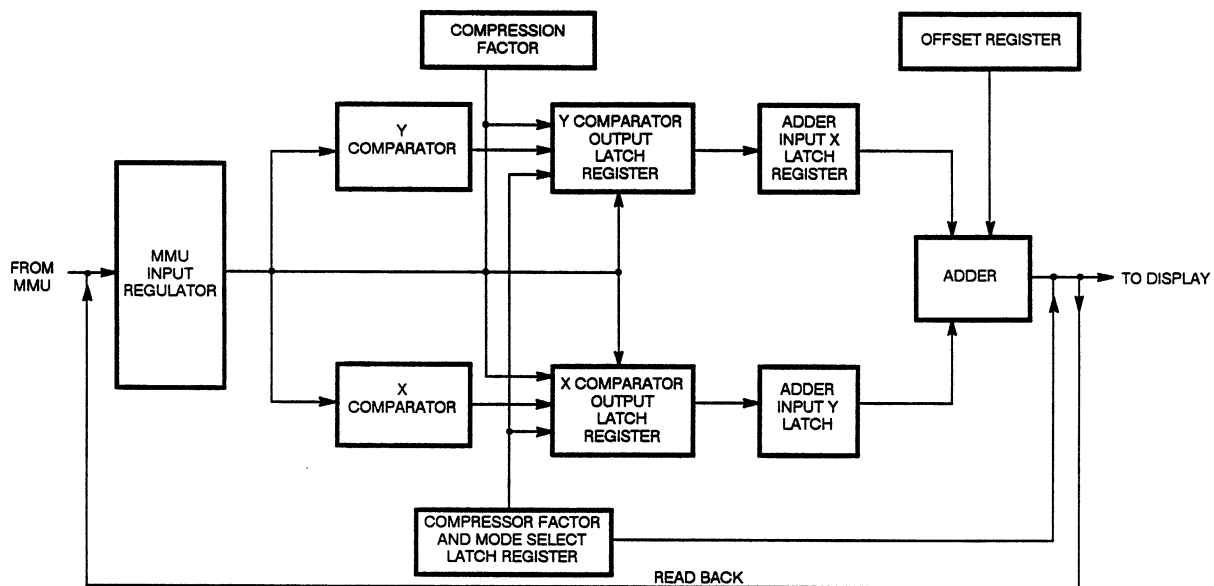 COMPRESSION
FACTOR
OFFSET REGISTER
Y
COMPARATOR
Y COMPARATOR
OUTPUT
LATCH
REGISTER
ADDER
INPUT X
LATCH
REGISTER
FROM
MMU
MMU
INPUT
REGULATOR
ADDER
TO DISPLAY
X
COMPARATOR
X COMPARATOR
OUTPUT
LATCH
REGISTER
ADDER
INPUT Y
LATCH
COMPRESSOR FACTOR
AND MODE SELECT
LATCH REGISTER
READ BACK